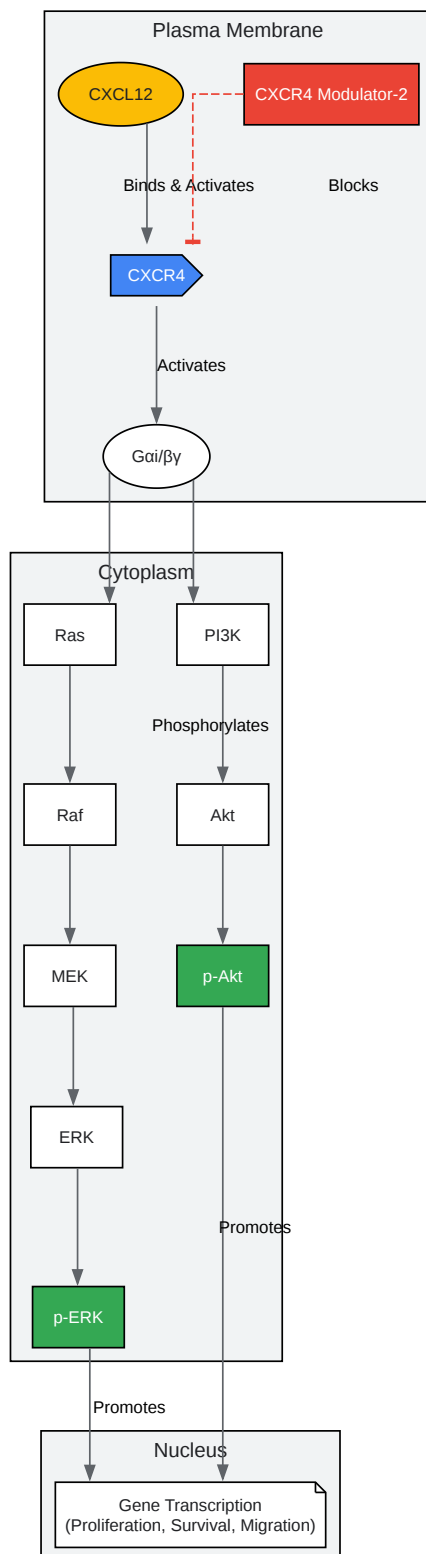 Plasma Membrane
CXCL12
CXCR4 Modulator-2
Binds & Activates
Blocks
CXCR4
Activates
Gαi/βγ
Cytoplasm
Ras
PI3K
Phosphorylates
Raf
Akt
MEK
p-Akt
ERK
Promotes
p-ERK
Promotes
Nucleus
Gene Transcription
(Proliferation, Survival, Migration)